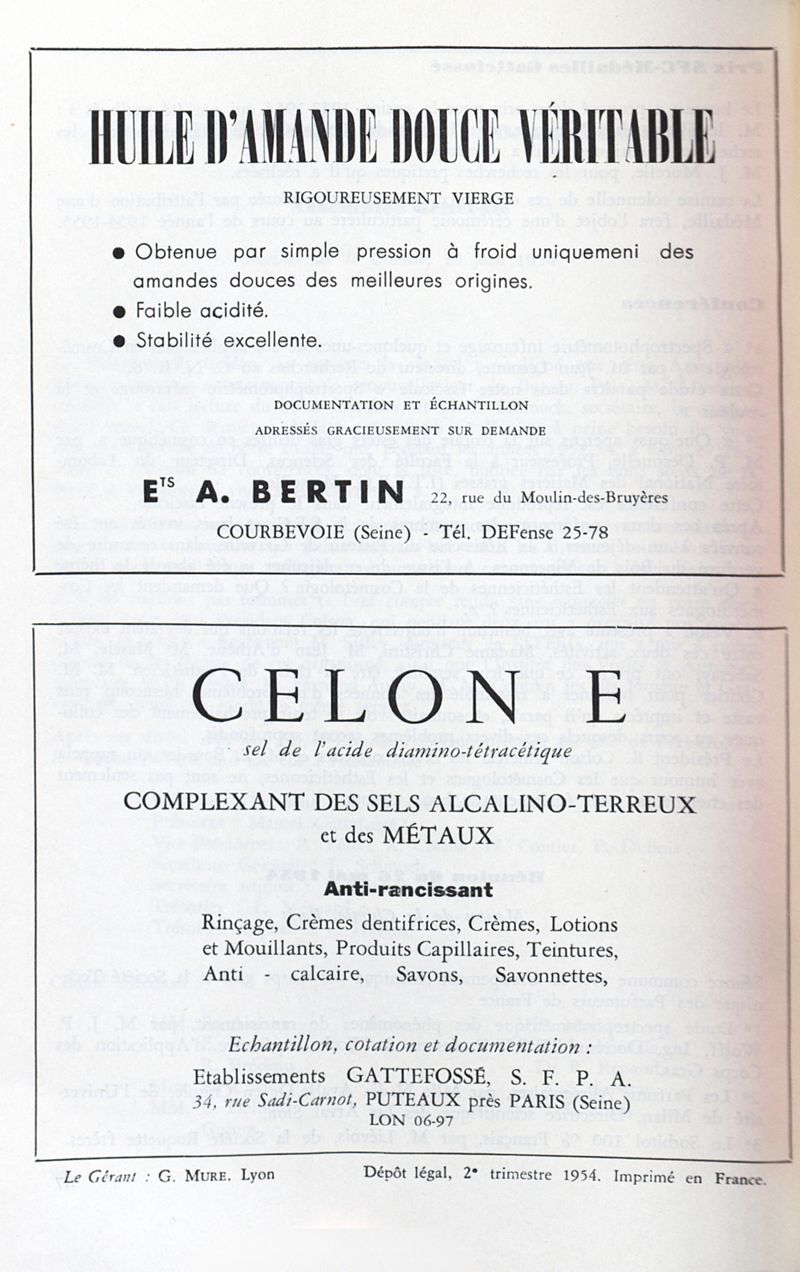 HUILE D'AMANDE DOUCE VÉRITABLE
RIGOUREUSEMENT VIERGE
● Obtenue par simple pression à froid uniquemeni des
amandes douces des meilleures origines.
● Faible acidité.
● Stabilité excellente.
DOCUMENTATION ET ÉCHANTILLON
ADRESSÉS GRACIEUSEMENT SUR DEMANDE
ETS A. BERTIN 22, rue du Moulin-des-Bruyères
COURBEVOIE (Seine) - Tél. DEFense 25-78
CELON E
sel de l'acide diamino-tétracétique
COMPLEXANT DES SELS ALCALINO-TERREUX
et des MÉTAUX
Anti-rancissant
Rinçage, Crèmes dentifrices, Crèmes, Lotions
et Mouillants, Produits Capillaires, Teintures,
Anti - calcaire, Savons, Savonnettes,
Echantillon, cotation et documentation :
Etablissements GATTEFOSSÉ, S. F. P. A.
34, rue Sadi-Carnot, PUTEAUX près PARIS (Seine)
LON 06-97
Le Gérant : G. MURE. Lyon Dépôt légal, 2e trimestre 1954. Imprimé en France.